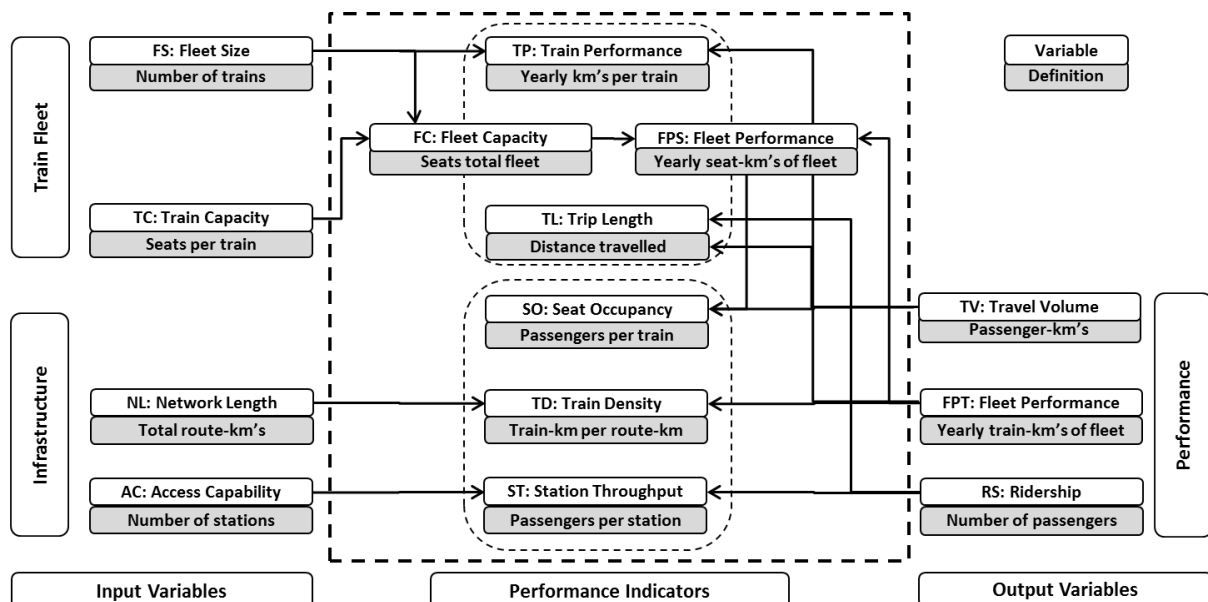 Train Fleet
FS: Fleet Size
Number of trains
TP: Train Performance
Yearly km's per train
Variable
Definition
FC: Fleet Capacity
Seats total fleet
FPS: Fleet Performance
Yearly seat-km's of fleet
TC: Train Capacity
Seats per train
TL: Trip Length
Distance travelled
Infrastructure
SO: Seat Occupancy
Passengers per train
TV: Travel Volume
Passenger-km's
Performance
NL: Network Length
Total route-km's
TD: Train Density
Train-km per route-km
FPT: Fleet Performance
Yearly train-km's of fleet
AC: Access Capability
Number of stations
ST: Station Throughput
Passengers per station
RS: Ridership
Number of passengers
Input Variables
Performance Indicators
Output Variables